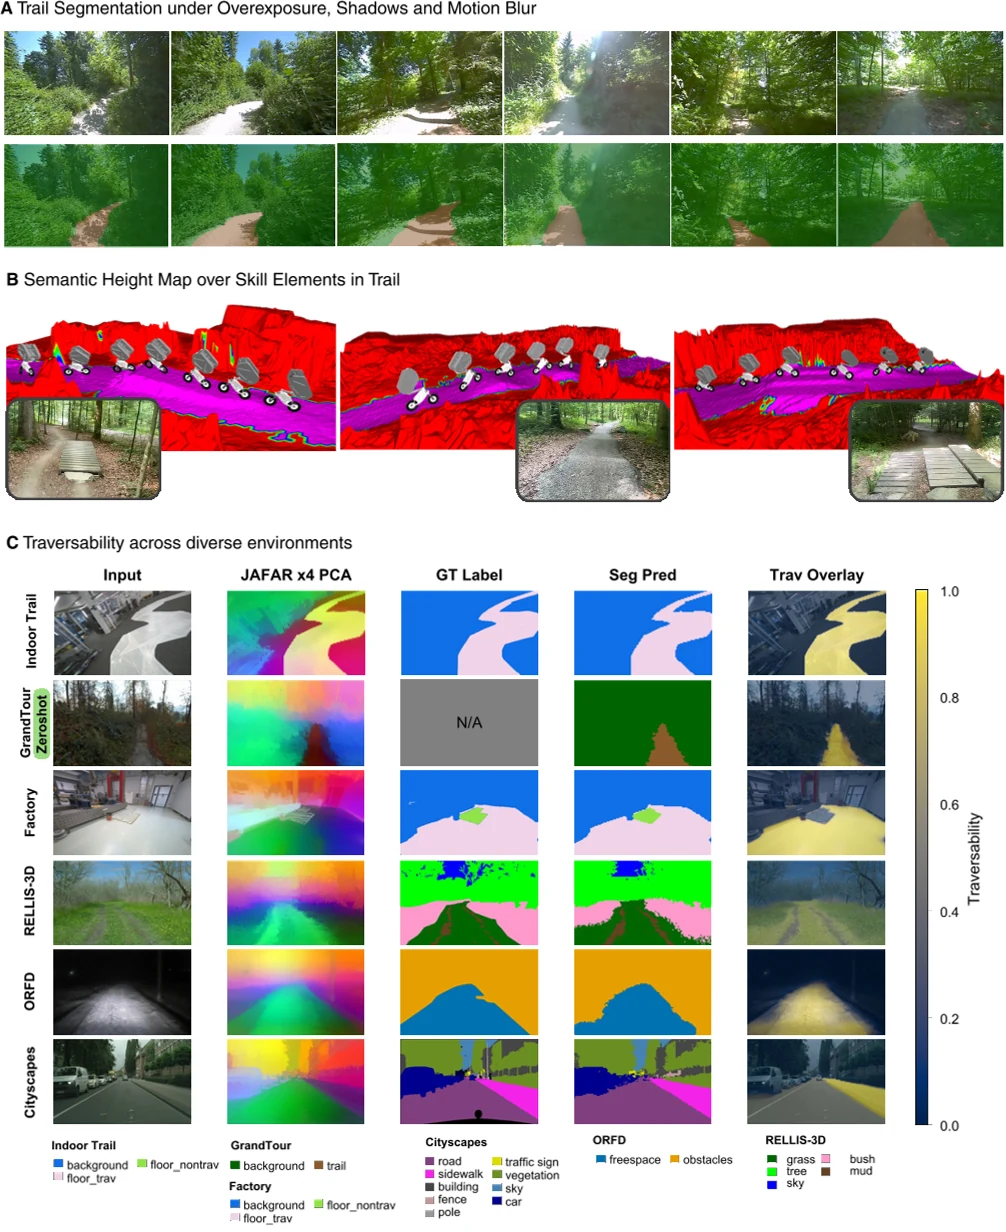 A Trail Segmentation under Overexposure, Shadows and Motion Blur
B Semantic Height Map over Skill Elements in Trail
C Traversability across diverse environments
Input JAFAR x4 PCA GT Label Seg Pred Trav Overlay
Indoor Trail
GrandTour
Zeroshot
N/A
Factory
RELLIS-3D
ORFD
Cityscapes
1.0
0.8
0.6
0.4
0.2
0.0
Traversability
Indoor Trail
background floor_nontrav
floor_trav
GrandTour
background trail
Factory
background floor_nontrav
floor_trav
Cityscapes
road traffic sign
sidewalk vegetation
building sky
fence car
pole
ORFD
freespace obstacles
RELLIS-3D
grass bush
tree mud
sky